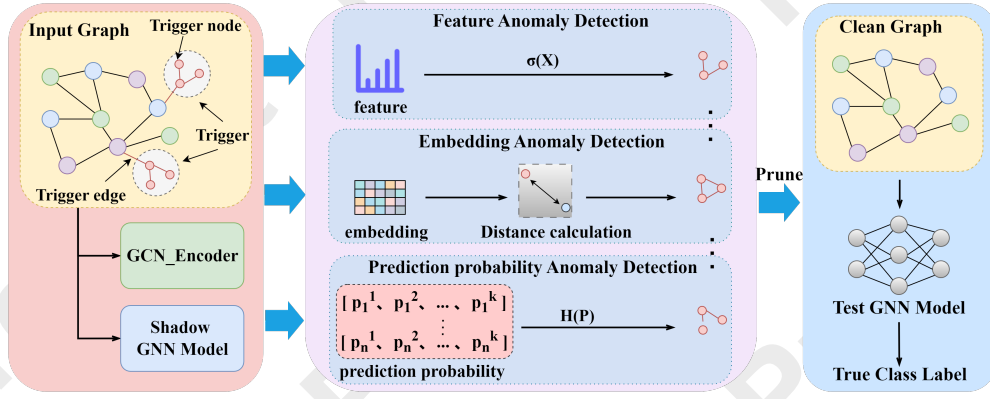 Input Graph
Trigger node
Trigger
Trigger edge
GCN_Encoder
Shadow
GNN Model
Feature Anomaly Detection
σ(X)
feature
Embedding Anomaly Detection
embedding
Distance calculation
Prediction probability Anomaly Detection
[ p₁¹、p₁²、...、p₁ᵏ ]
⋮
[ pₙ¹、pₙ²、...、pₙᵏ ]
H(P)
prediction probability
Prune
Clean Graph
Test GNN Model
True Class Label